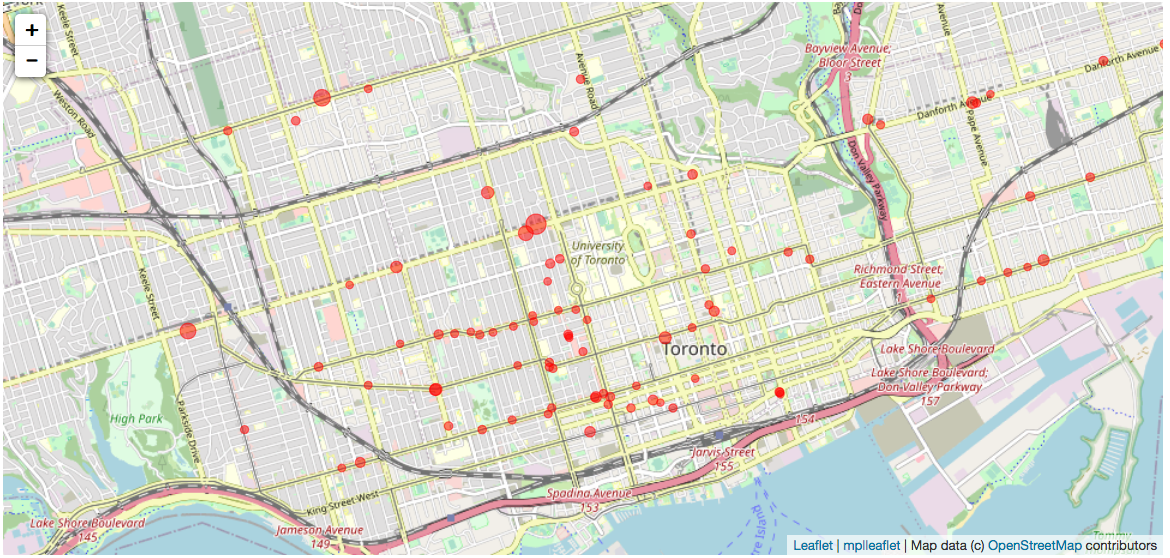 +
−
Keele Street
Weston Road
Avenue Road
Bayview Avenue;
Bloor Street
3
Danforth Avenue
Danforth Avenue
Pape Avenue
Don Valley Parkway
University
of Toronto
Keele Street
Richmond Street;
Eastern Avenue
1
Toronto
Lake Shore Boulevard
Lake Shore Boulevard;
Don Valley Parkway
157
High Park
Parkside Drive
154
Jarvis Street
155
King Street West
Spadina Avenue
153
Lake Shore Boulevard
145
Jameson Avenue
149
Tommy
Leaflet | mplleaflet | Map data (c) OpenStreetMap contributors